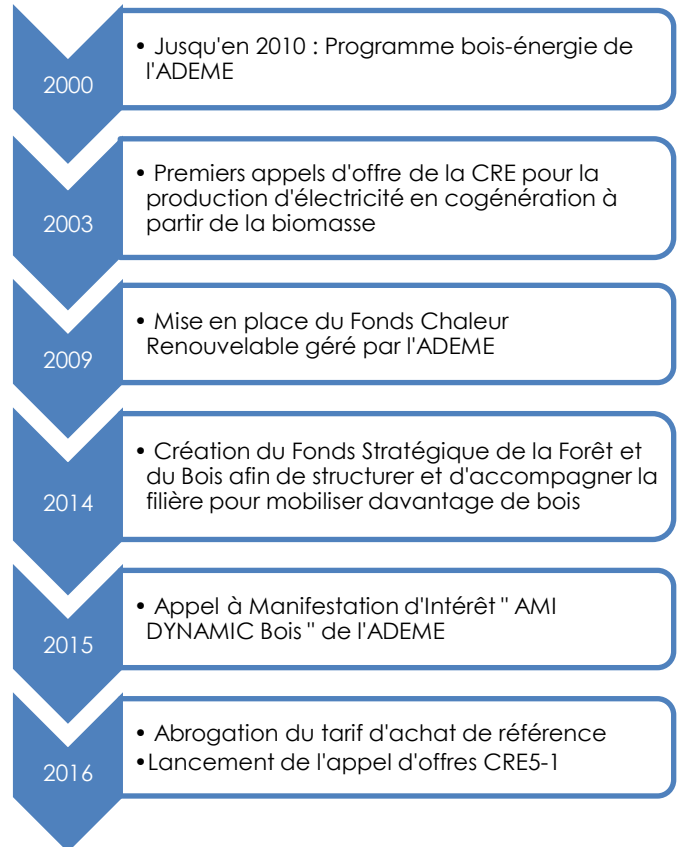 2000
• Jusqu'en 2010 : Programme bois-énergie de
l'ADEME
2003
• Premiers appels d'offre de la CRE pour la
production d'électricité en cogénération à
partir de la biomasse
2009
• Mise en place du Fonds Chaleur
Renouvelable géré par l'ADEME
2014
• Création du Fonds Stratégique de la Forêt et
du Bois afin de structurer et d'accompagner la
filière pour mobiliser davantage de bois
2015
• Appel à Manifestation d'Intérêt " AMI
DYNAMIC Bois " de l'ADEME
2016
• Abrogation du tarif d'achat de référence
•Lancement de l'appel d'offres CRE5-1